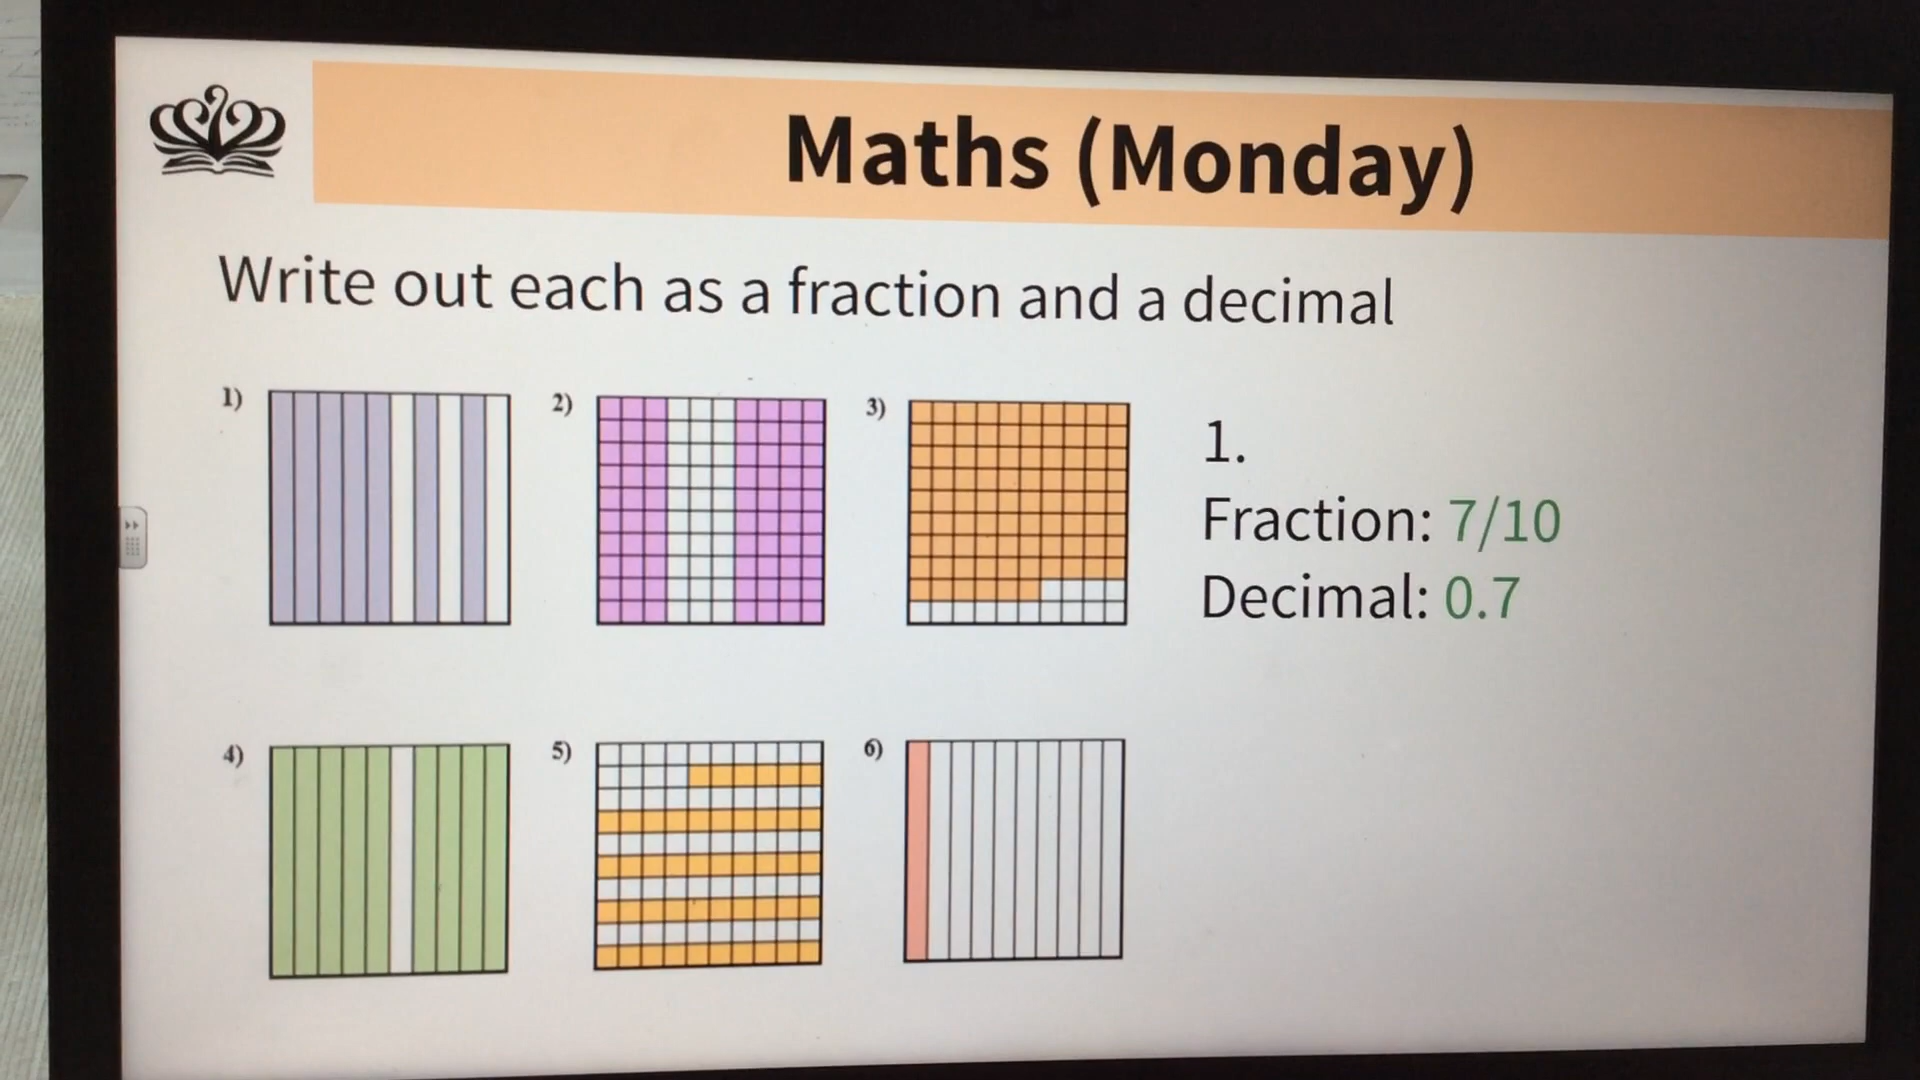 Maths (Monday)
Write out each as a fraction and a decimal
1)
2)
3)
1.
Fraction: 7/10
Decimal: 0.7
4)
5)
6)